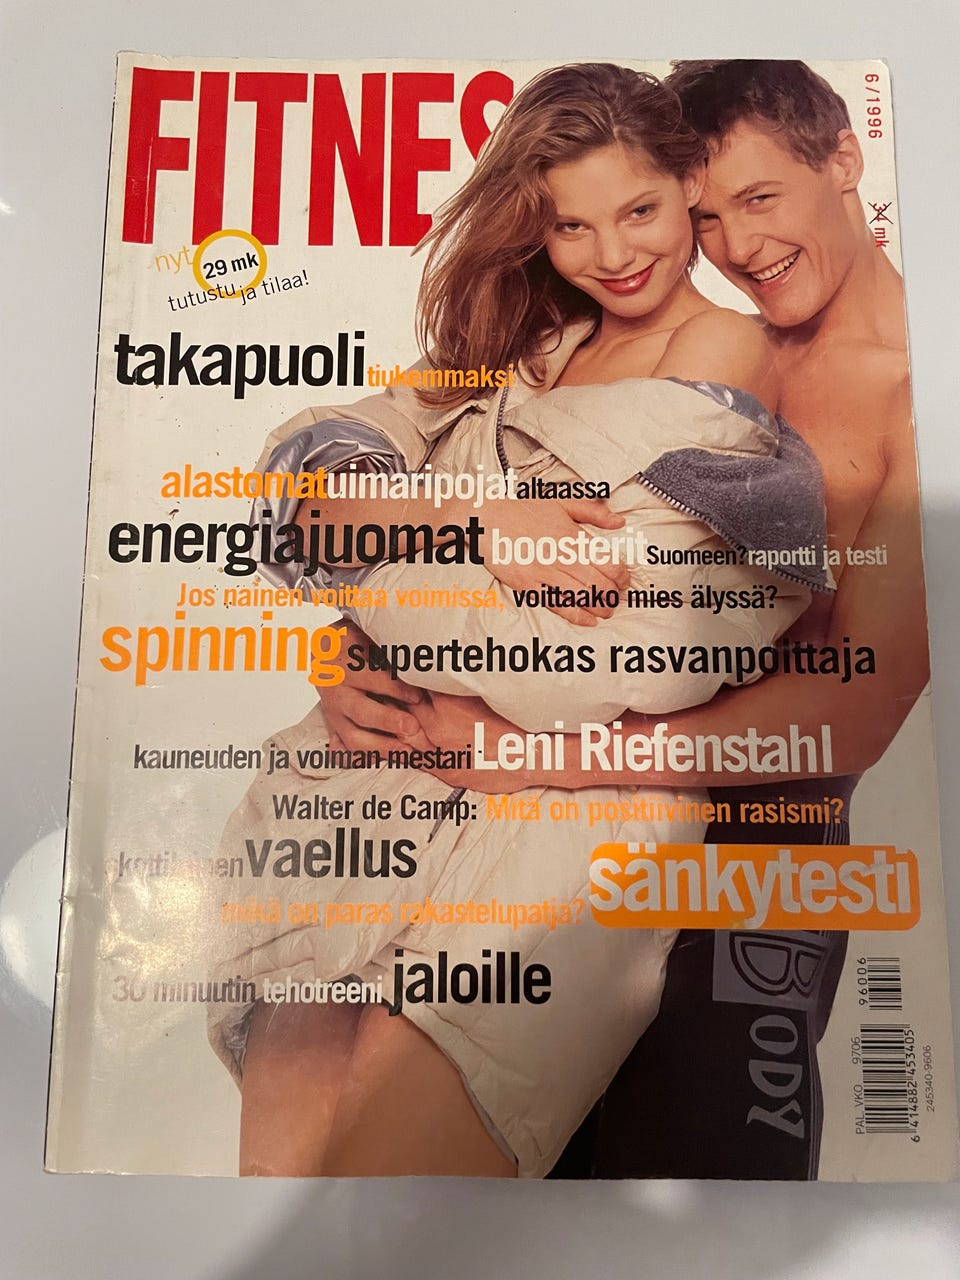 FITNES
6/1996
34 mk
nyt 29 mk
tutustu ja tilaa!
takapuoli tiukemmaksi
alastomat uimaripojat altaassa
energiajuomat boosterit Suomeen? raportti ja testi
Jos nainen voittaa voimissa, voittaako mies älyssä?
spinning supertehokas rasvanpoittaja
kauneuden ja voiman mestari Leni Riefenstahl
Walter de Camp: Mitä on positiivinen rasismi?
vaellus
sänkytesti
mikä on paras rakastelupatja?
30 minuutin tehotreeni jaloille
BODY
96006
PAL. VKO 9706
6 414882 453405
245340-9606